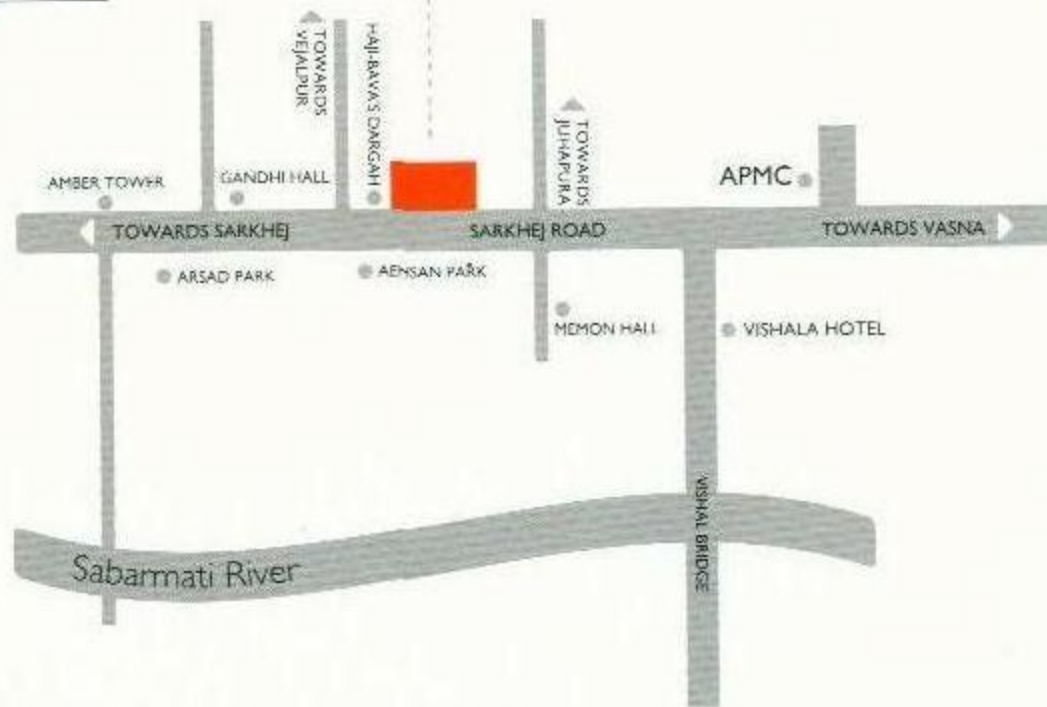 TOWARDS
VEJALPUR
HAJI-BAVA'S DARGAH
TOWARDS
JUHAPURA
AMBER TOWER
GANDHI HALL
APMC
TOWARDS SARKHEJ
SARKHEJ ROAD
TOWARDS VASNA
ARSAD PARK
AEHSAN PARK
MEMON HALL
VISHALA HOTEL
VISHAL BRIDGE
Sabarmati River